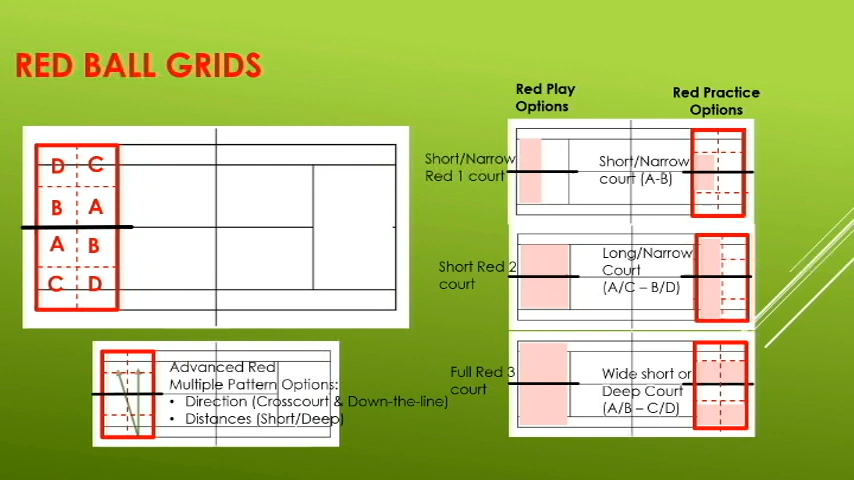 RED BALL GRIDS
Red Play
Options
Red Practice
Options
D C
B A
A B
C D
Short/Narrow
Red 1 court
Short/Narrow
court (A-B)
Short Red 2
court
Long/Narrow
Court
(A/C – B/D)
Full Red 3
court
Wide short or
Deep Court
(A/B – C/D)
Advanced Red
Multiple Pattern Options:
• Direction (Crosscourt & Down-the-line)
• Distances (Short/Deep)